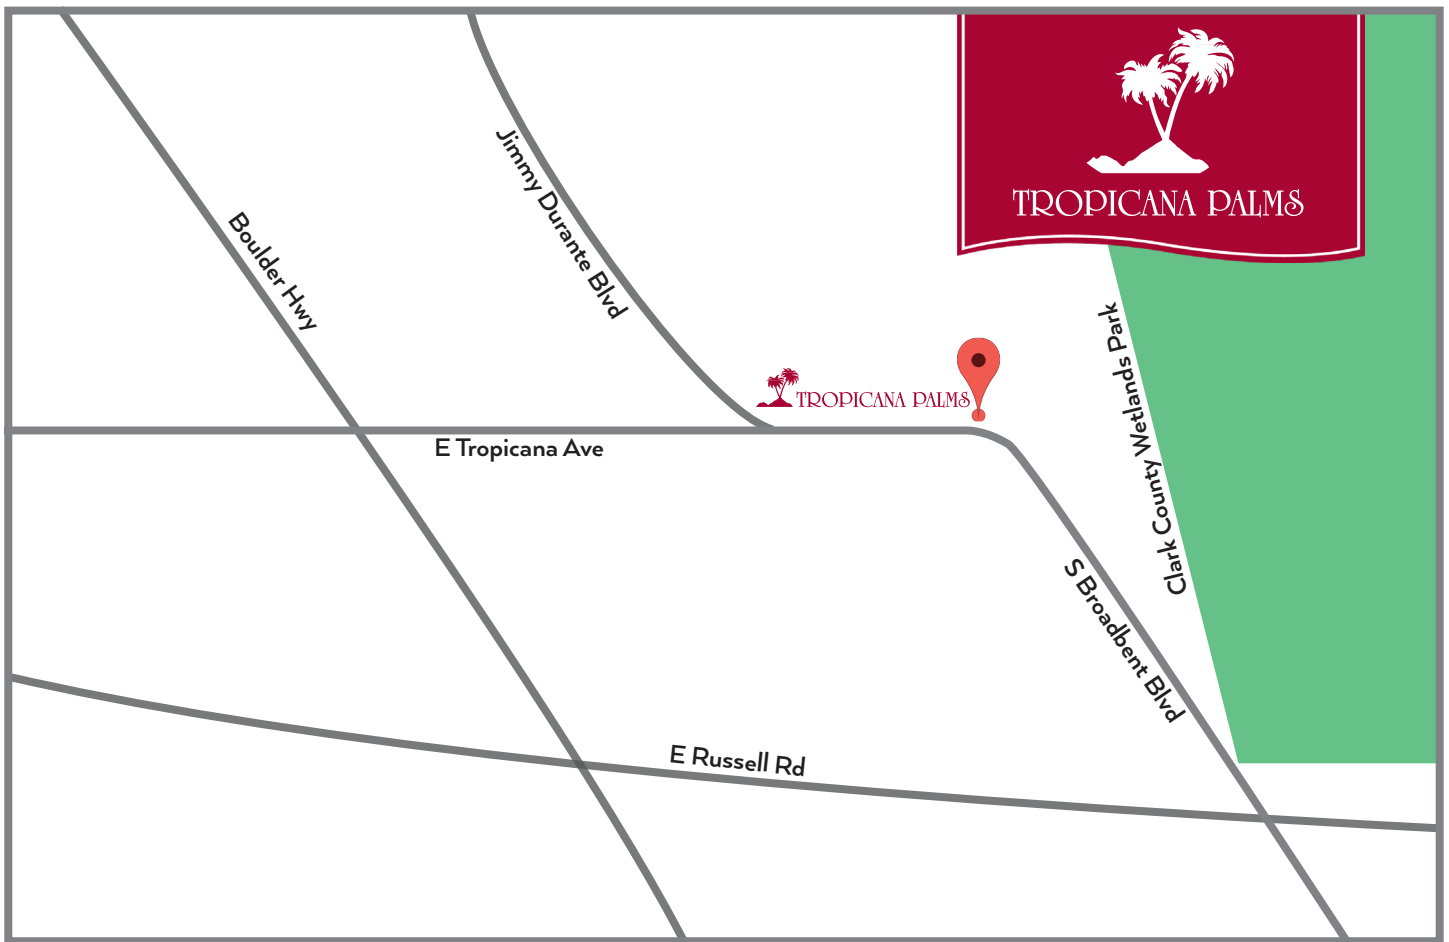 TROPICANA PALMS
Jimmy Durante Blvd
Boulder Hwy
Clark County Wetlands Park
TROPICANA PALMS
E Tropicana Ave
S Broadbent Blvd
E Russell Rd